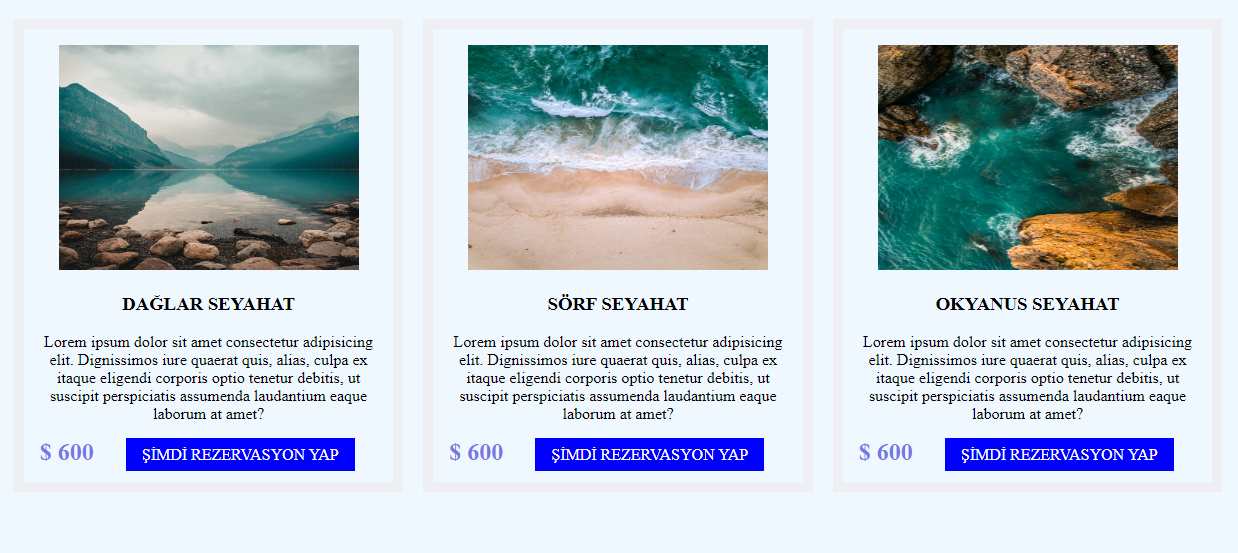 DAĞLAR SEYAHAT
Lorem ipsum dolor sit amet consectetur adipisicing
elit. Dignissimos iure quaerat quis, alias, culpa ex
itaque eligendi corporis optio tenetur debitis, ut
suscipit perspiciatis assumenda laudantium eaque
laborum at amet?
$ 600
ŞİMDİ REZERVASYON YAP
SÖRF SEYAHAT
Lorem ipsum dolor sit amet consectetur adipisicing
elit. Dignissimos iure quaerat quis, alias, culpa ex
itaque eligendi corporis optio tenetur debitis, ut
suscipit perspiciatis assumenda laudantium eaque
laborum at amet?
$ 600
ŞİMDİ REZERVASYON YAP
OKYANUS SEYAHAT
Lorem ipsum dolor sit amet consectetur adipisicing
elit. Dignissimos iure quaerat quis, alias, culpa ex
itaque eligendi corporis optio tenetur debitis, ut
suscipit perspiciatis assumenda laudantium eaque
laborum at amet?
$ 600
ŞİMDİ REZERVASYON YAP